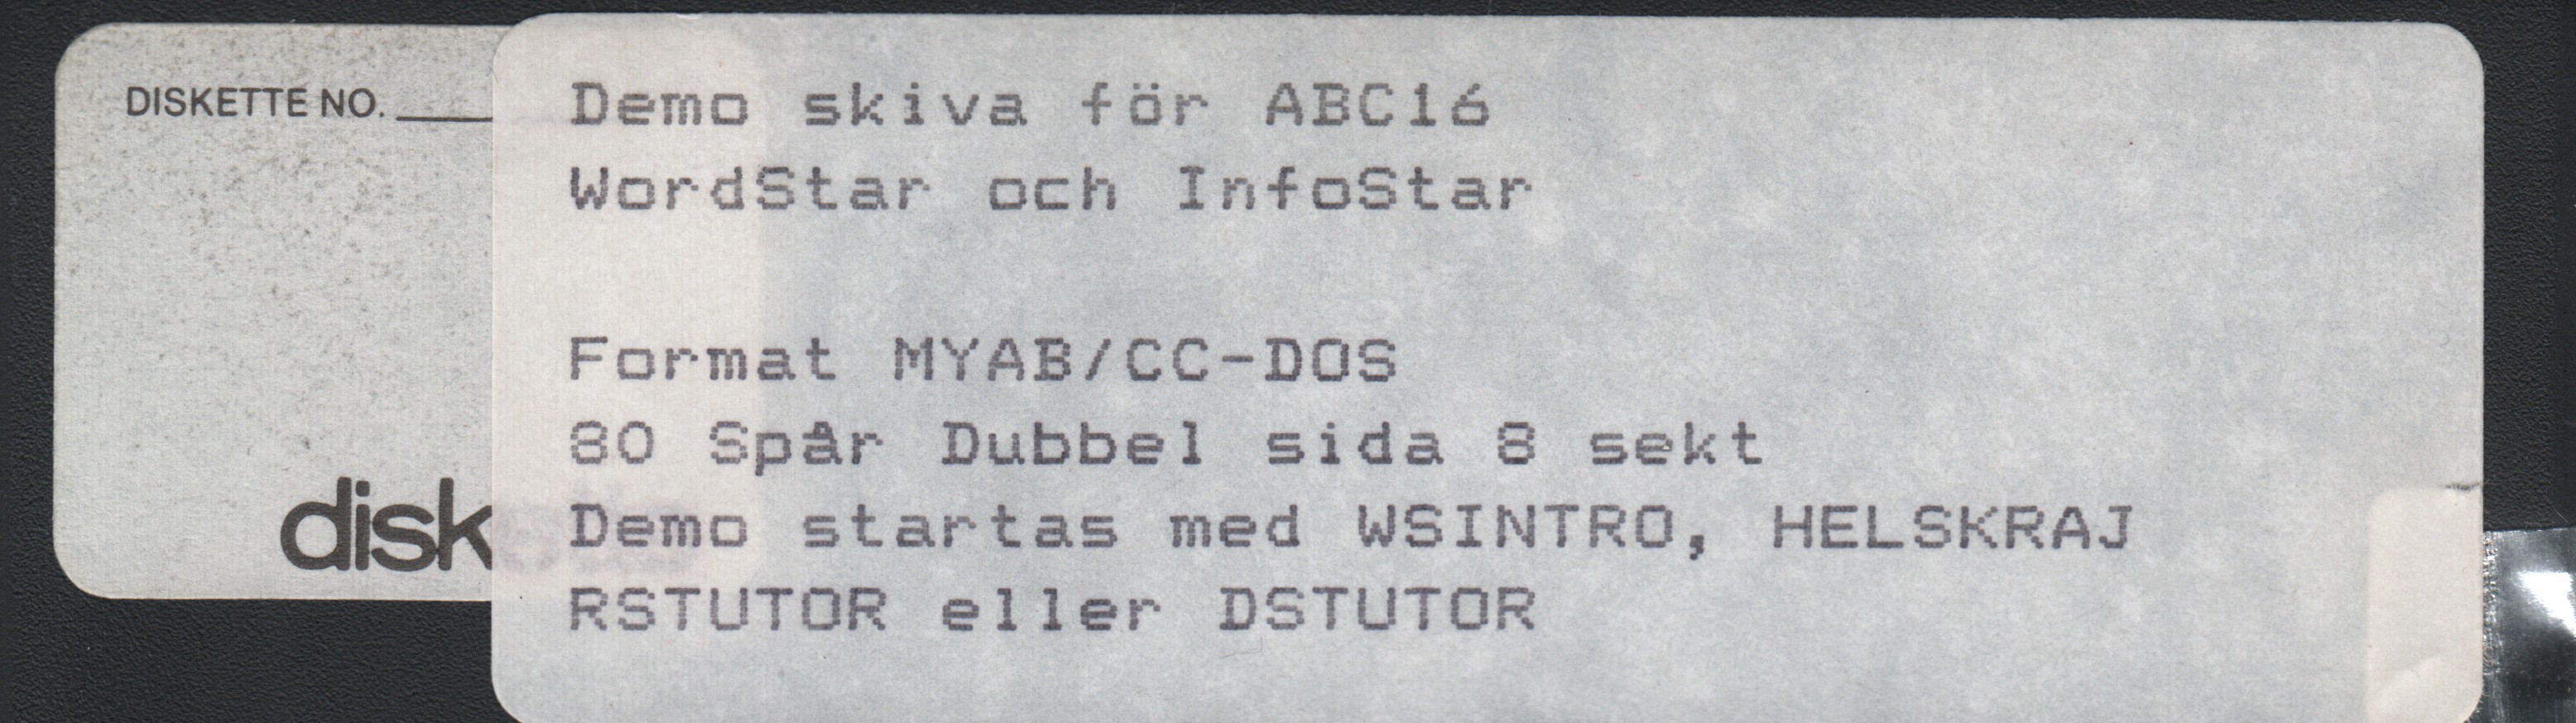 DISKETTE NO.
Demo skiva för ABC16
WordStar och InfoStar
Format MYAB/CC-DOS
80 Spår Dubbel sida 8 sekt
disk
Demo startas med WSINTRO, HELSKRAJ
RSTUTOR eller DSTUTOR